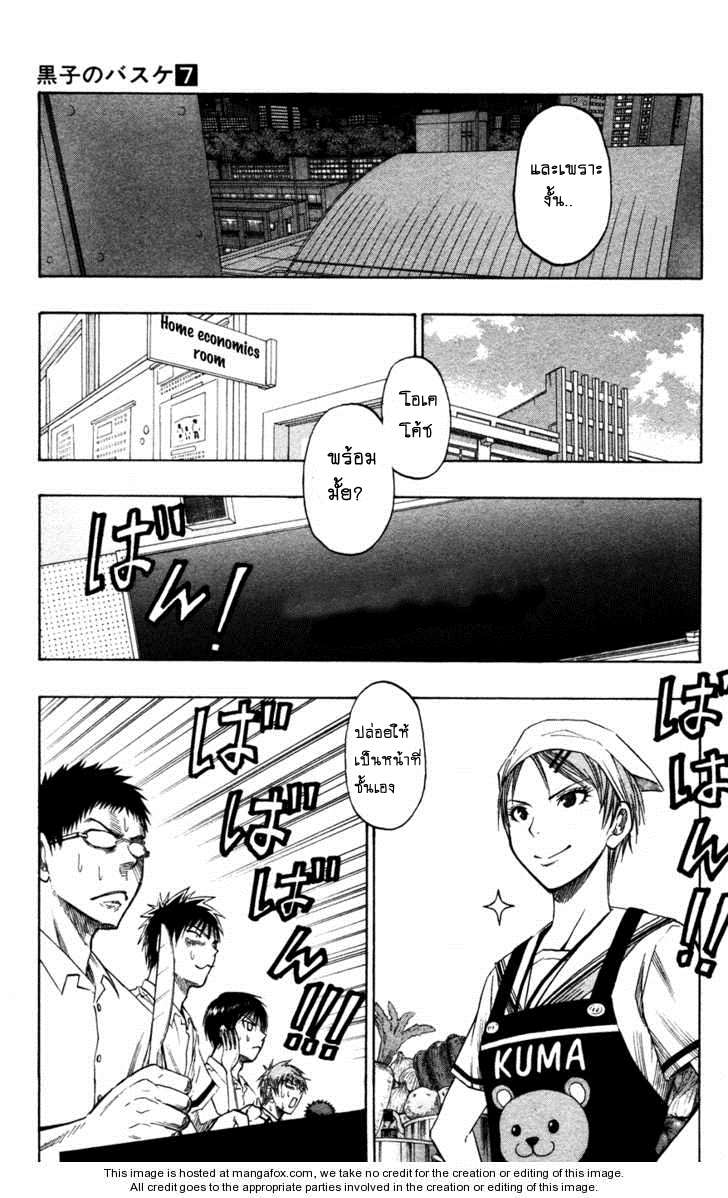 黒子のバスケ7
และเพราะ
งั้น..
Home economics
room
โอเค
โค้ช
พร้อม
มั้ย?
ばん!
ปล่อยให้
เป็นหน้าที่
ชั้นเอง
ばばん!!
ばばばん!!!
KUMA
This image is hosted at mangafox.com, we take no credit for the creation or editing of this image.
All credit goes to the appropriate parties involved in the creation or editing of this image.